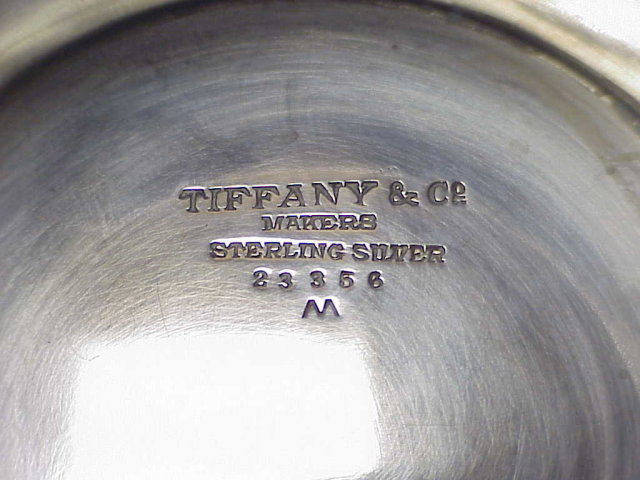 TIFFANY & Co
MAKERS
STERLING SILVER
23356
M